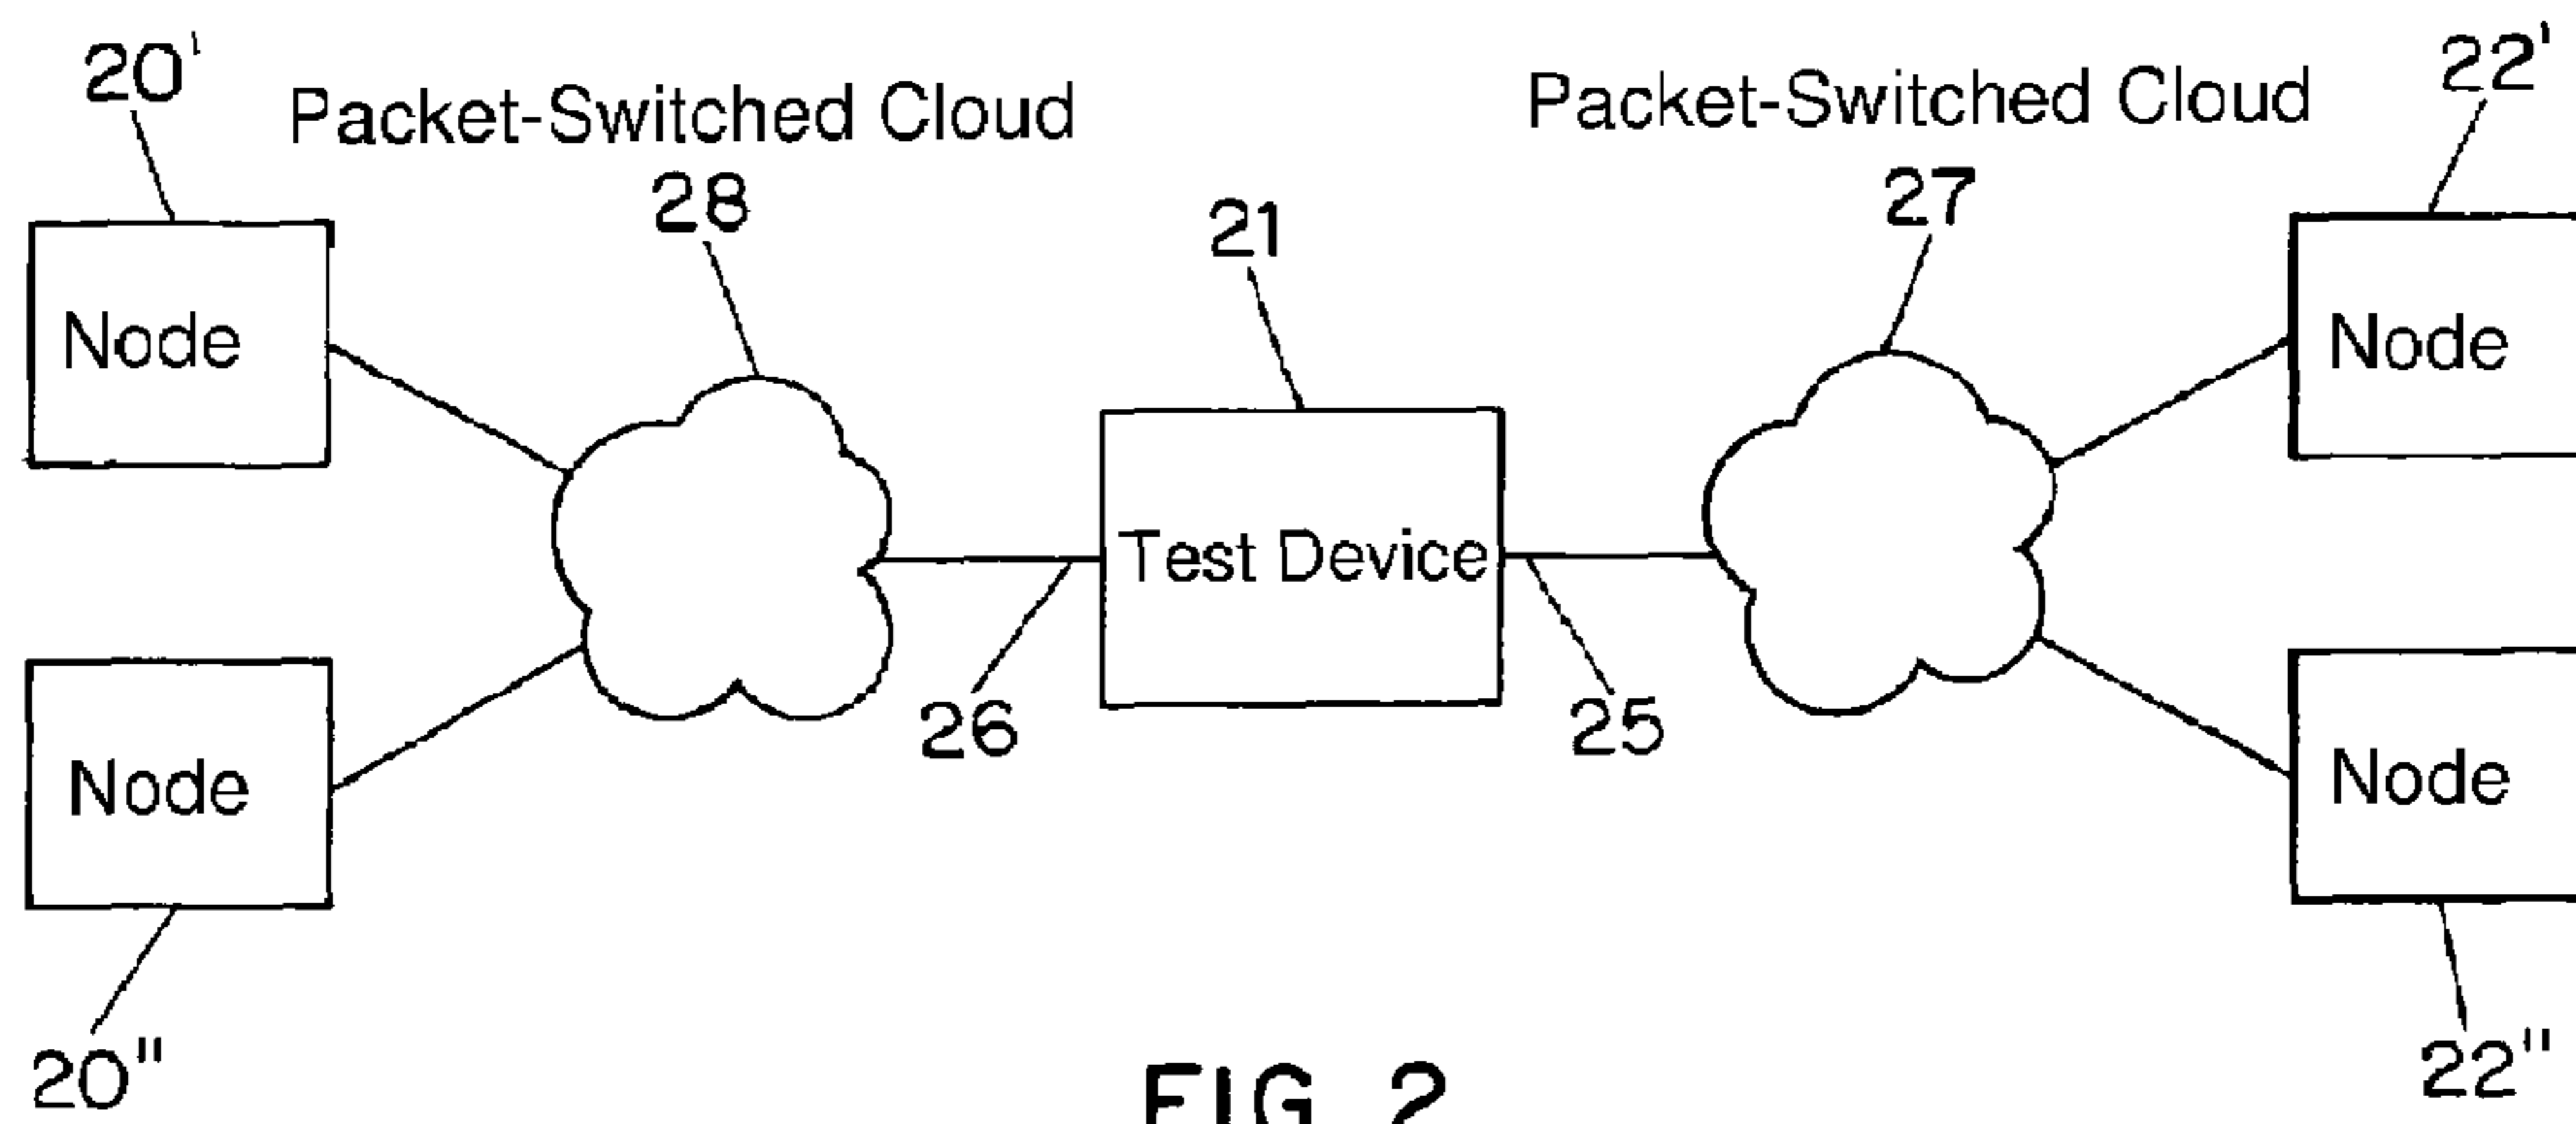 20'
Packet-Switched Cloud
28
21
Packet-Switched Cloud
27
22'
Node
Node
Test Device
26
25
Node
Node
20"
22"
FIG. 2